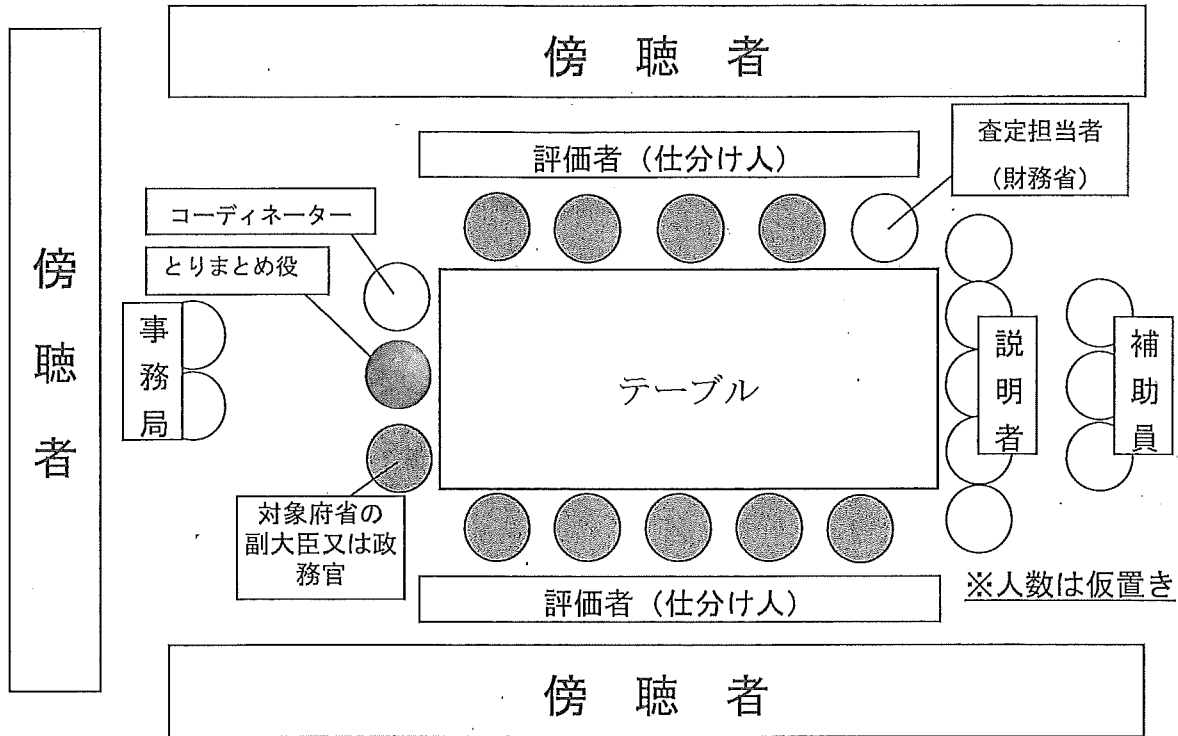 傍聴者
傍聴者
評価者（仕分け人）
査定担当者
（財務省）
コーディネーター
とりまとめ役
事務局
テーブル
説明者
補助員
対象府省の
副大臣又は政
務官
評価者（仕分け人）
※人数は仮置き
傍聴者